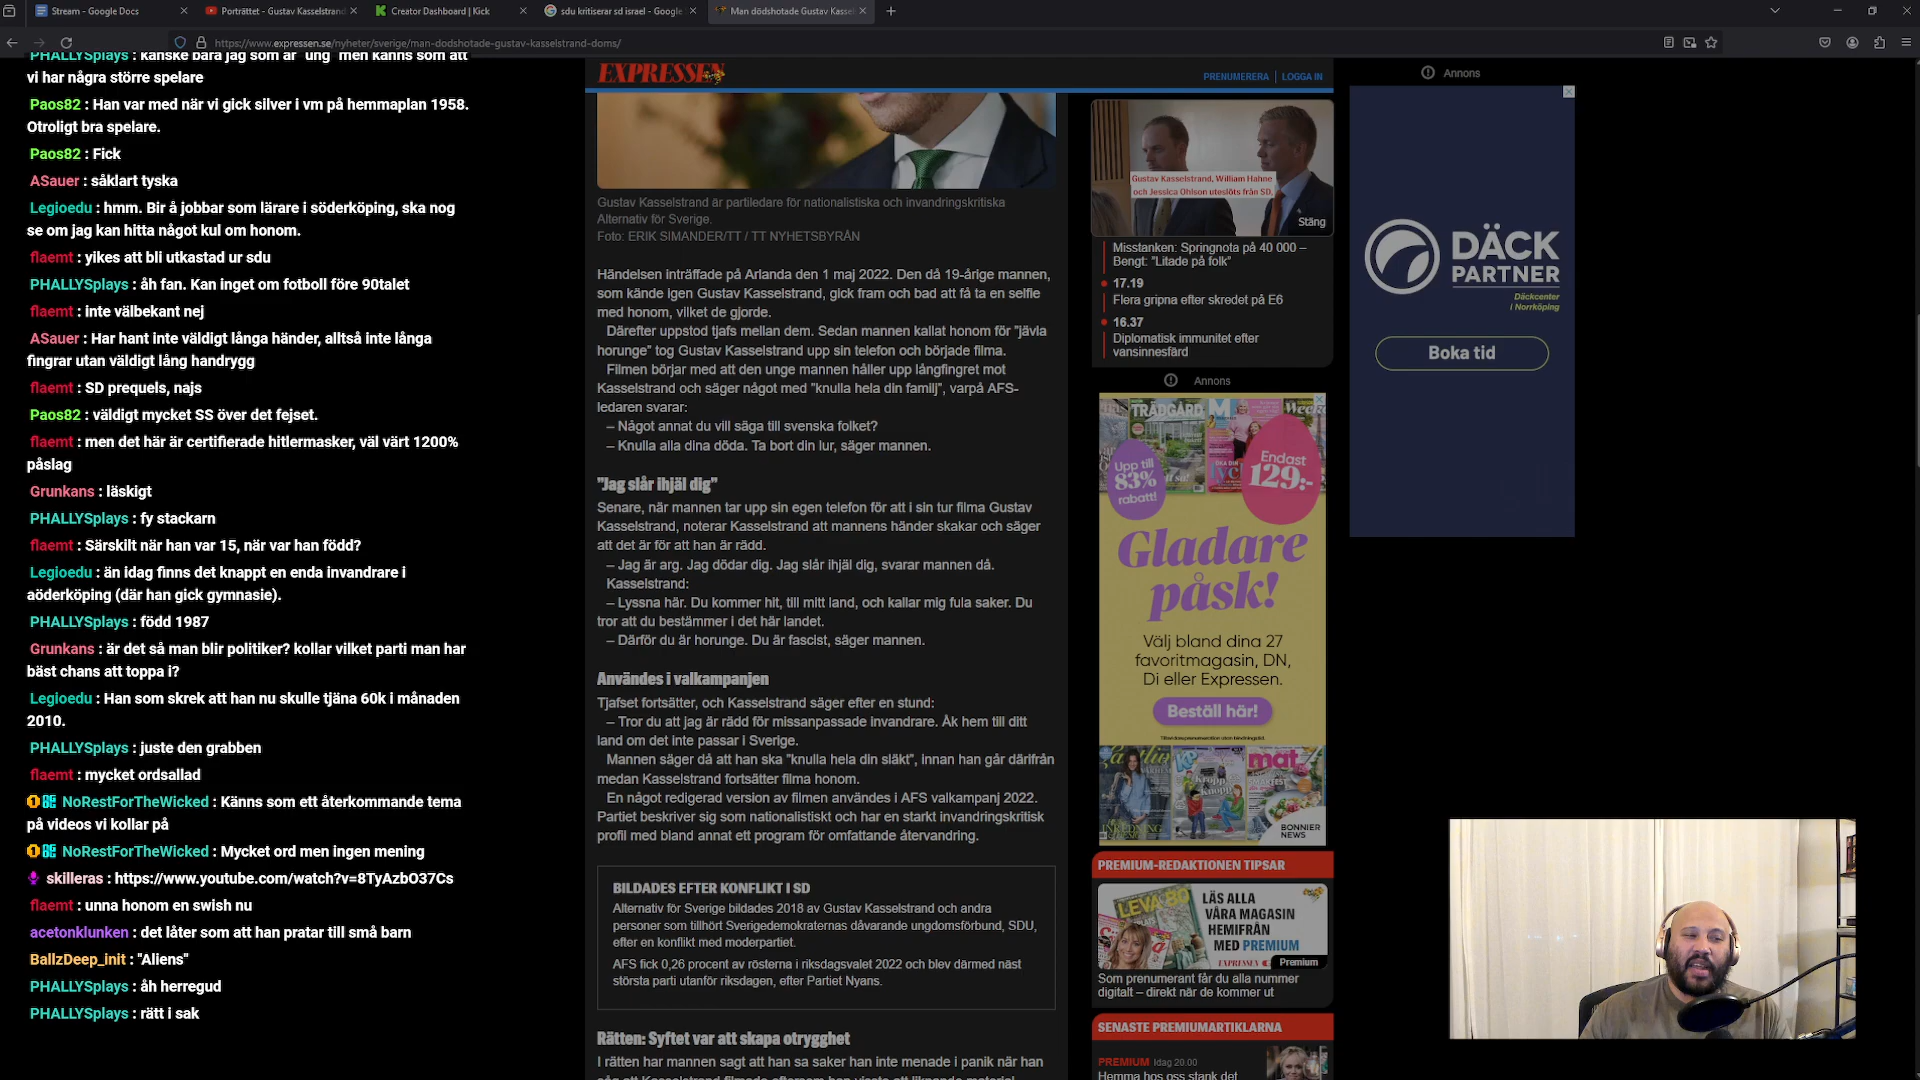 Stream - Google Docs
Porträttet - Gustav Kasselstrand
Creator Dashboard | Kick
sdu kritiserar sd israel - Google
Man dödshotade Gustav Kassel
https://www.expressen.se/nyheter/sverige/man-dodshotade-gustav-kasselstrand-doms/
PHALLYSplays : kanske bara jag som är "ung" men känns som att
vi har några större spelare
Paos82 : Han var med när vi gick silver i vm på hemmaplan 1958.
Otroligt bra spelare.
Paos82 : Fick
ASauer : såklart tyska
Legioedu : hmm. Bir å jobbar som lärare i söderköping, ska nog
se om jag kan hitta något kul om honom.
flaemt : yikes att bli utkastad ur sdu
PHALLYSplays : åh fan. Kan inget om fotboll före 90talet
flaemt : inte välbekant nej
ASauer : Har hant inte väldigt långa händer, alltså inte långa
fingrar utan väldigt lång handrygg
flaemt : SD prequels, najs
Paos82 : väldigt mycket SS över det fejset.
flaemt : men det här är certifierade hitlermasker, väl värt 1200%
påslag
Grunkans : läskigt
PHALLYSplays : fy stackarn
flaemt : Särskilt när han var 15, när var han född?
Legioedu : än idag finns det knappt en enda invandrare i
aöderköping (där han gick gymnasie).
PHALLYSplays : född 1987
Grunkans : är det så man blir politiker? kollar vilket parti man har
bäst chans att toppa i?
Legioedu : Han som skrek att han nu skulle tjäna 60k i månaden
2010.
PHALLYSplays : juste den grabben
flaemt : mycket ordsallad
NoRestForTheWicked : Känns som ett återkommande tema
på videos vi kollar på
NoRestForTheWicked : Mycket ord men ingen mening
skilleras : https://www.youtube.com/watch?v=8TyAzbO37Cs
flaemt : unna honom en swish nu
acetonklunken : det låter som att han pratar till små barn
BallzDeep_init : "Aliens"
PHALLYSplays : åh herregud
PHALLYSplays : rätt i sak
EXPRESSEN
PRENUMERERA | LOGGA IN
Gustav Kasselstrand är partiledare för nationalistiska och invandringskritiska
Alternativ för Sverige.
Foto: ERIK SIMANDER/TT / TT NYHETSBYRÅN
Händelsen inträffade på Arlanda den 1 maj 2022. Den då 19-årige mannen,
som kände igen Gustav Kasselstrand, gick fram och bad att få ta en selfie
med honom, vilket de gjorde.
Därefter uppstod tjafs mellan dem. Sedan mannen kallat honom för "jävla
horunge" tog Gustav Kasselstrand upp sin telefon och började filma.
Filmen börjar med att den unge mannen håller upp långfingret mot
Kasselstrand och säger något med "knulla hela din familj", varpå AFS-
ledaren svarar:
– Något annat du vill säga till svenska folket?
– Knulla alla dina döda. Ta bort din lur, säger mannen.
"Jag slår ihjäl dig"
Senare, när mannen tar upp sin egen telefon för att i sin tur filma Gustav
Kasselstrand, noterar Kasselstrand att mannens händer skakar och säger
att det är för att han är rädd.
– Jag är arg. Jag dödar dig. Jag slår ihjäl dig, svarar mannen då.
Kasselstrand:
– Lyssna här. Du kommer hit, till mitt land, och kallar mig fula saker. Du
tror att du bestämmer i det här landet.
– Därför du är horunge. Du är fascist, säger mannen.
Användes i valkampanjen
Tjafset fortsätter, och Kasselstrand säger efter en stund:
– Tror du att jag är rädd för missanpassade invandrare. Åk hem till ditt
land om det inte passar i Sverige.
Mannen säger då att han ska "knulla hela din släkt", innan han går därifrån
medan Kasselstrand fortsätter filma honom.
En något redigerad version av filmen användes i AFS valkampanj 2022.
Partiet beskriver sig som nationalistiskt och har en starkt invandringskritisk
profil med bland annat ett program för omfattande återvandring.
BILDADES EFTER KONFLIKT I SD
Alternativ för Sverige bildades 2018 av Gustav Kasselstrand och andra
personer som tillhört Sverigedemokraternas dåvarande ungdomsförbund, SDU,
efter en konflikt med moderpartiet.
AFS fick 0,26 procent av rösterna i riksdagsvalet 2022 och blev därmed näst
största parti utanför riksdagen, efter Partiet Nyans.
Rätten: Syftet var att skapa otrygghet
I rätten har mannen sagt att han sa saker han inte menade i panik när han
Gustav Kasselstrand, William Hahne
och Jessica Ohlson uteslöts från SD,
Stäng
Misstanken: Springnota på 40 000 –
Bengt: "Litade på folk"
17.19
Flera gripna efter skredet på E6
16.37
Diplomatisk immunitet efter
vansinnesfärd
Annons
TRÄDGÅRD
M
Upp till
83%
rabatt!
Endast
129:-
Gladare
påsk!
Välj bland dina 27
favoritmagasin, DN,
Di eller Expressen.
Beställ här!
mat
BONNIER
NEWS
PREMIUM-REDAKTIONEN TIPSAR
LEVA BO
LÄS ALLA
VÅRA MAGASIN
HEMIFRÅN
MED PREMIUM
EXPRESSEN
Premium
Som prenumerant får du alla nummer
digitalt – direkt när de kommer ut
SENASTE PREMIUMARTIKLARNA
PREMIUM Idag 20.00
Hemma hos oss stank det
Annons
DÄCK
PARTNER
Däckcenter
i Norrköping
Boka tid